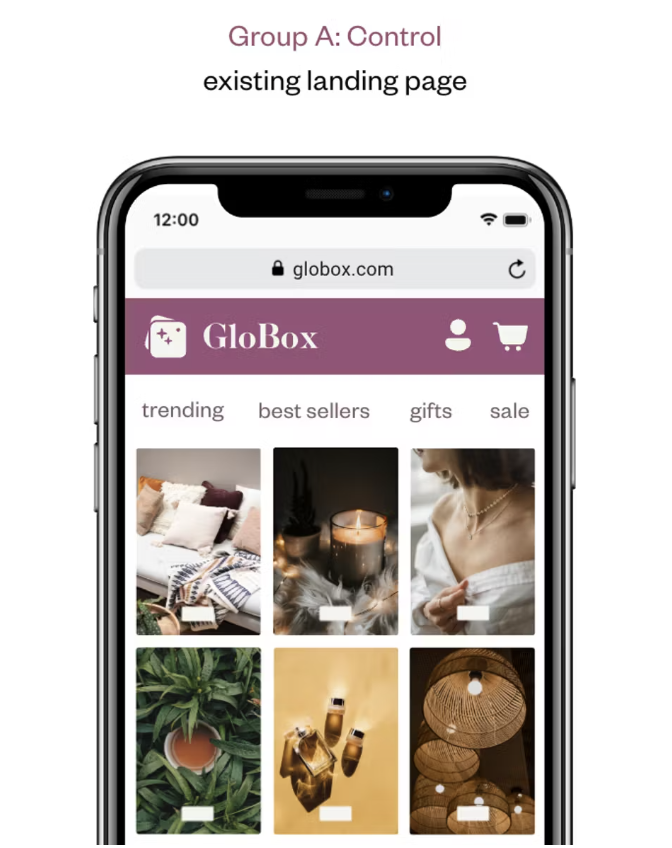 Group A: Control
existing landing page
12:00
globox.com
GloBox
trending best sellers gifts sale